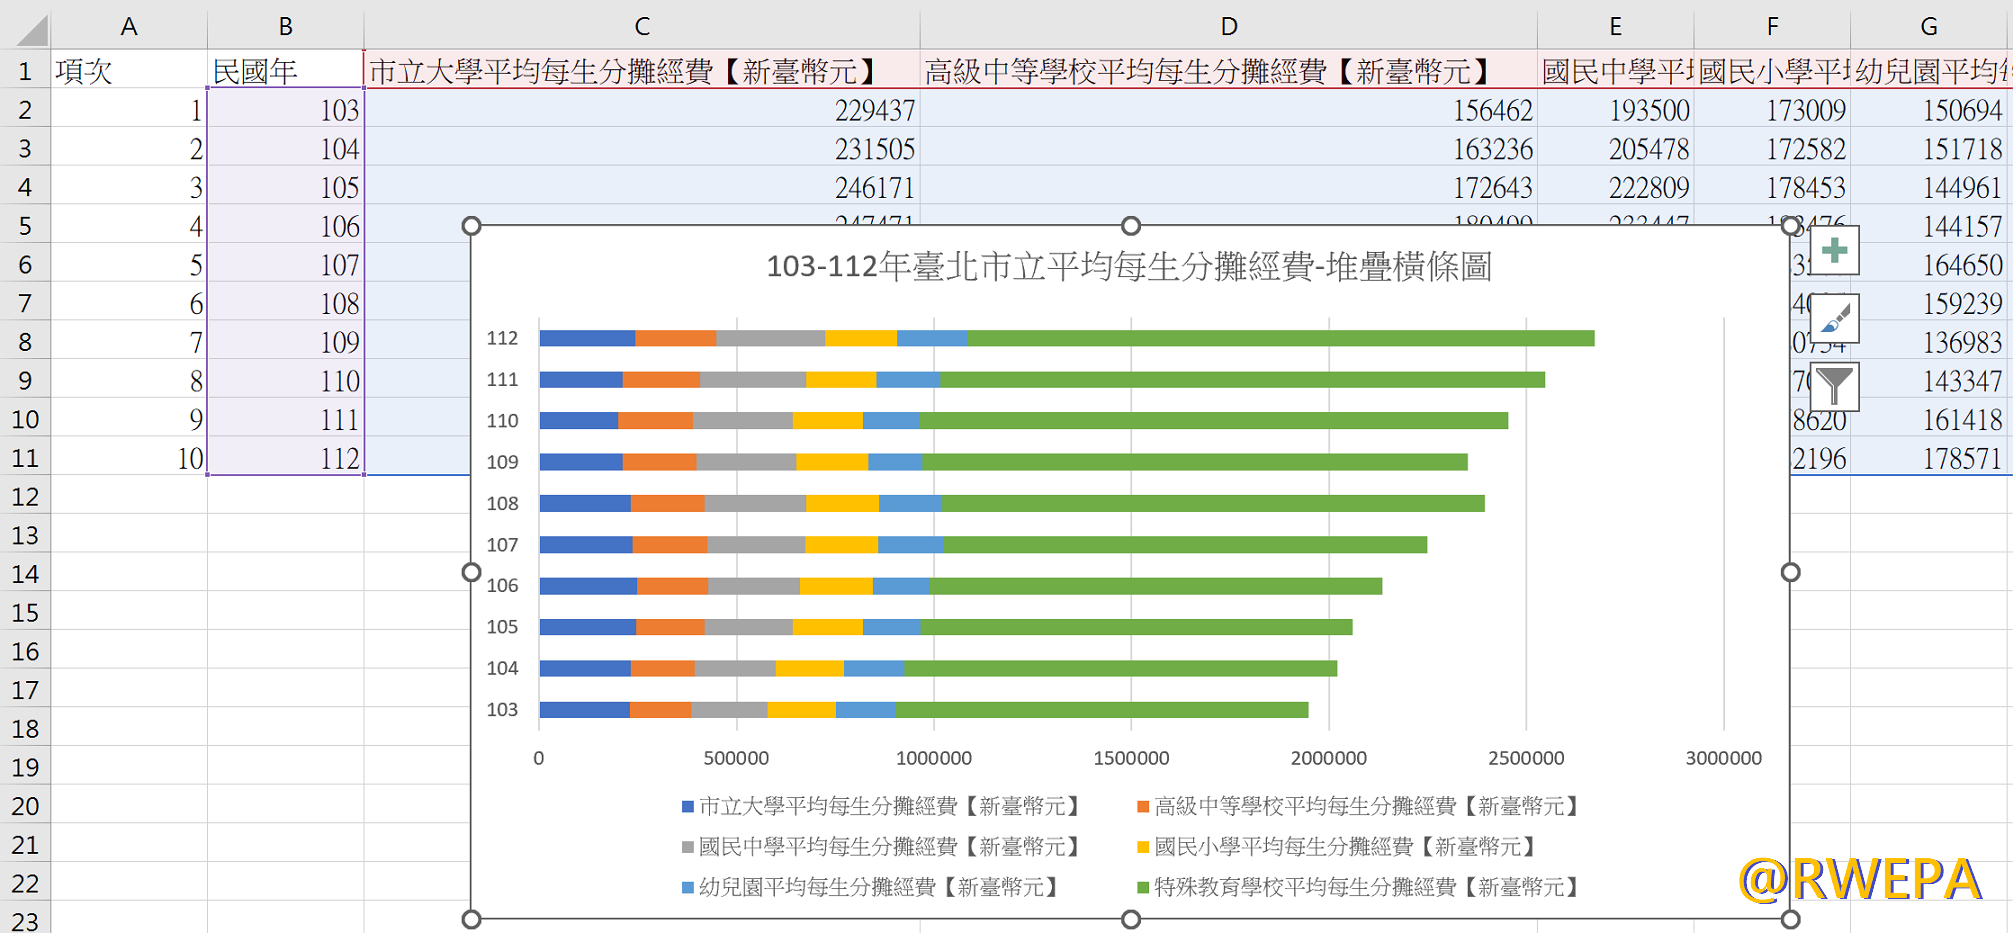 A B C D E F G
1 項次 民國年 市立大學平均每生分攤經費【新臺幣元】 高級中等學校平均每生分攤經費【新臺幣元】 國民中學平均 國民小學平均 幼兒園平均
2 1 103 229437 156462 193500 173009 150694
3 2 104 231505 163236 205478 172582 151718
4 3 105 246171 172643 222809 178453 144961
5 4 106 247471 180409 233447 183476 144157
6 5 107 164650
7 6 108 159239
8 7 109 136983
9 8 110 143347
10 9 111 8620 161418
11 10 112 2196 178571
12
13
14
15
16
17
18
19
20
21
22
23
103-112年臺北市立平均每生分攤經費-堆疊橫條圖
112
111
110
109
108
107
106
105
104
103
0 500000 1000000 1500000 2000000 2500000 3000000
市立大學平均每生分攤經費【新臺幣元】 高級中等學校平均每生分攤經費【新臺幣元】
國民中學平均每生分攤經費【新臺幣元】 國民小學平均每生分攤經費【新臺幣元】
幼兒園平均每生分攤經費【新臺幣元】 特殊教育學校平均每生分攤經費【新臺幣元】
@RWEPA